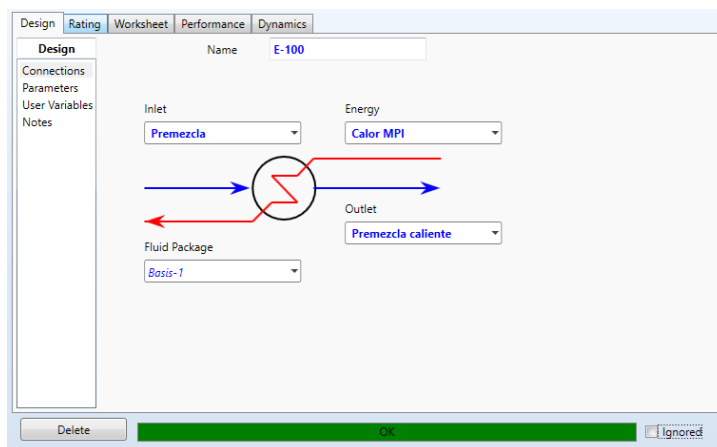 Design Rating Worksheet Performance Dynamics
Design
Connections
Parameters
User Variables
Notes
Name E-100
Inlet Energy
Premezcla Calor MPI
Outlet
Premezcla caliente
Fluid Package
Basis-1
Delete OK Ignored